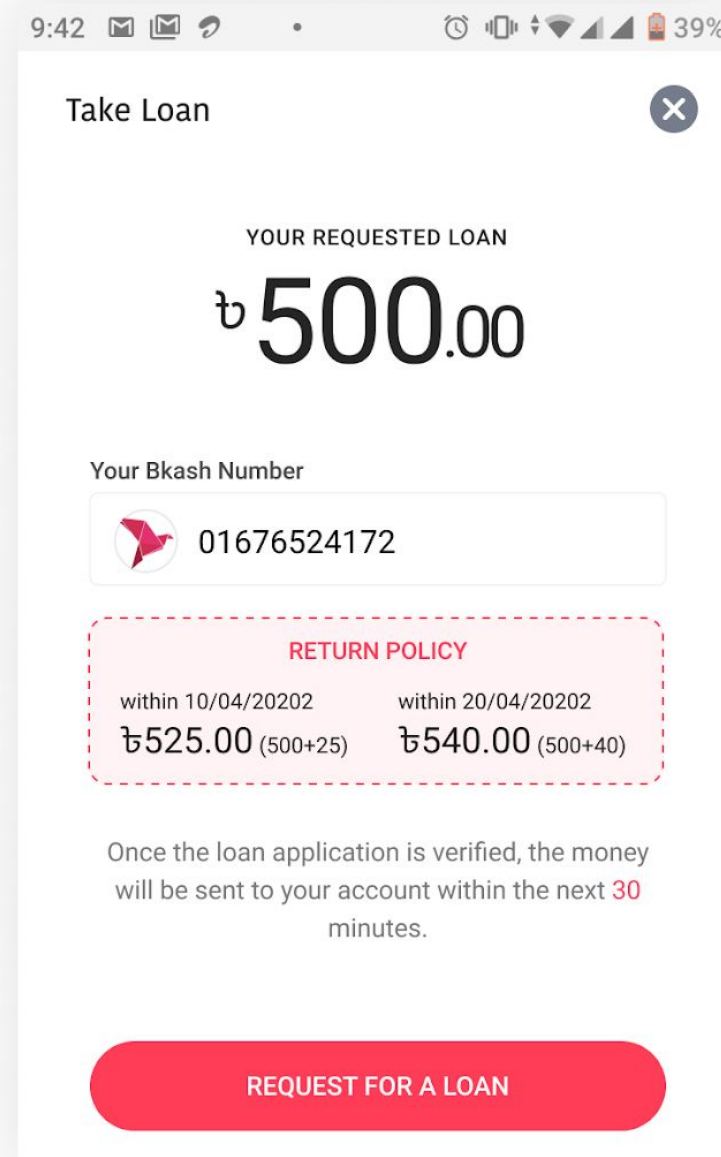 9:42 39%
Take Loan
YOUR REQUESTED LOAN
৳500.00
Your Bkash Number
01676524172
RETURN POLICY
within 10/04/20202 within 20/04/20202
৳525.00 (500+25) ৳540.00 (500+40)
Once the loan application is verified, the money
will be sent to your account within the next 30
minutes.
REQUEST FOR A LOAN